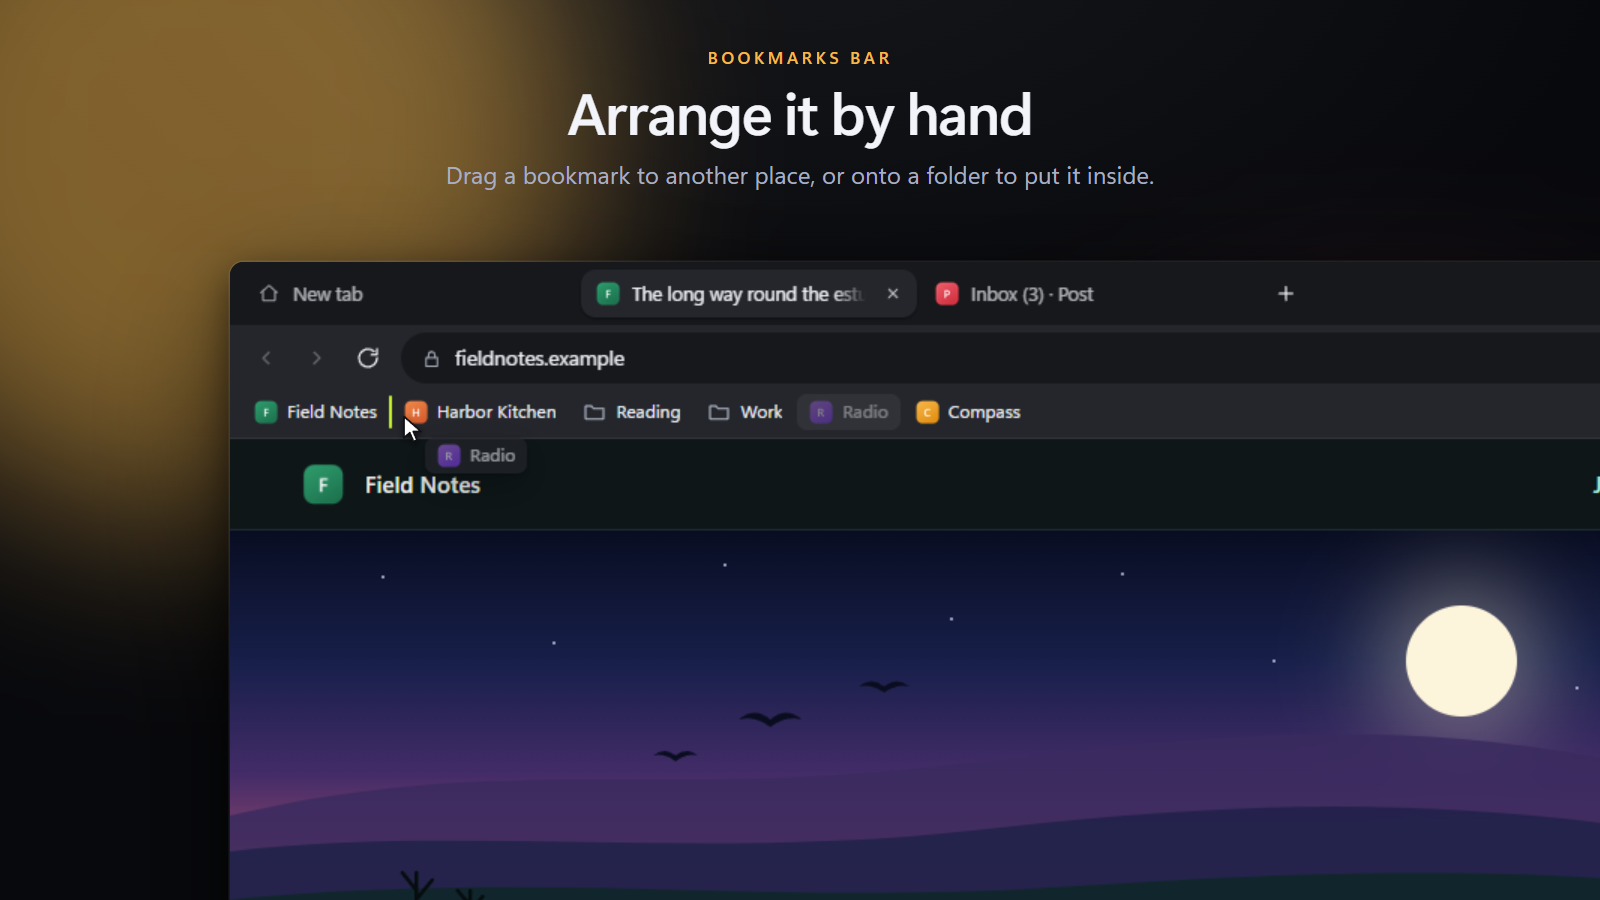 BOOKMARKS BAR
Arrange it by hand
Drag a bookmark to another place, or onto a folder to put it inside.
New tab
F The long way round the
P Inbox (3) · Post
fieldnotes.example
F Field Notes
H Harbor Kitchen
Reading
Work
R Radio
C Compass
R Radio
F Field Notes